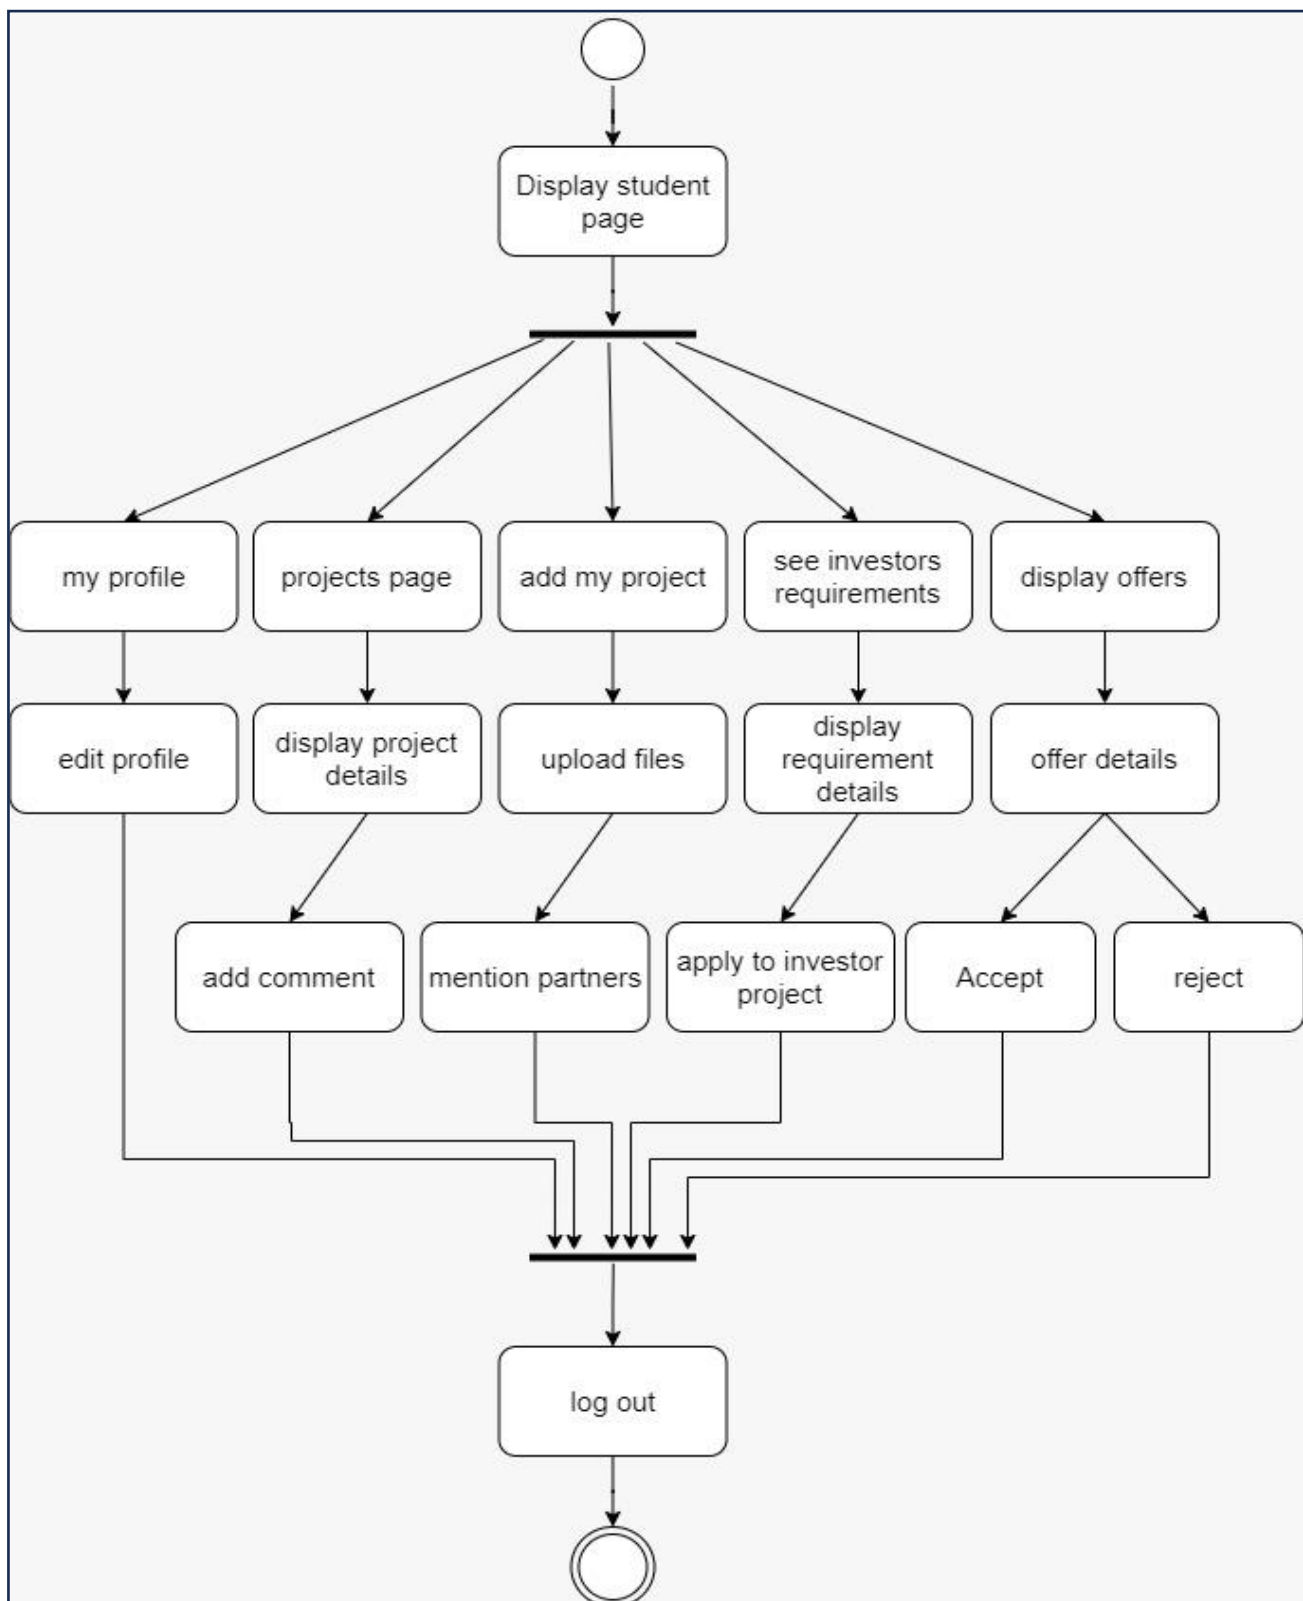 Display student
page
my profile
projects page
add my project
see investors
requirements
display offers
edit profile
display project
details
upload files
display
requirement
details
offer details
add comment
mention partners
apply to investor
project
Accept
reject
log out